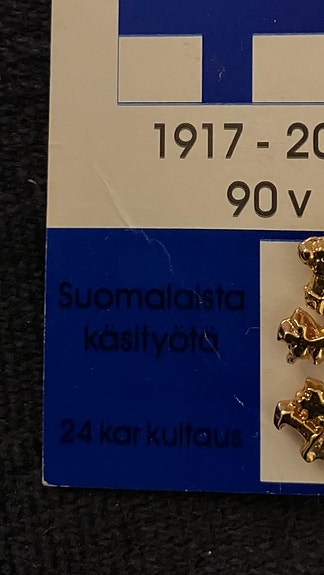 1917 - 20
90 v
Suomalaista
käsityötä
24 kar kultaus